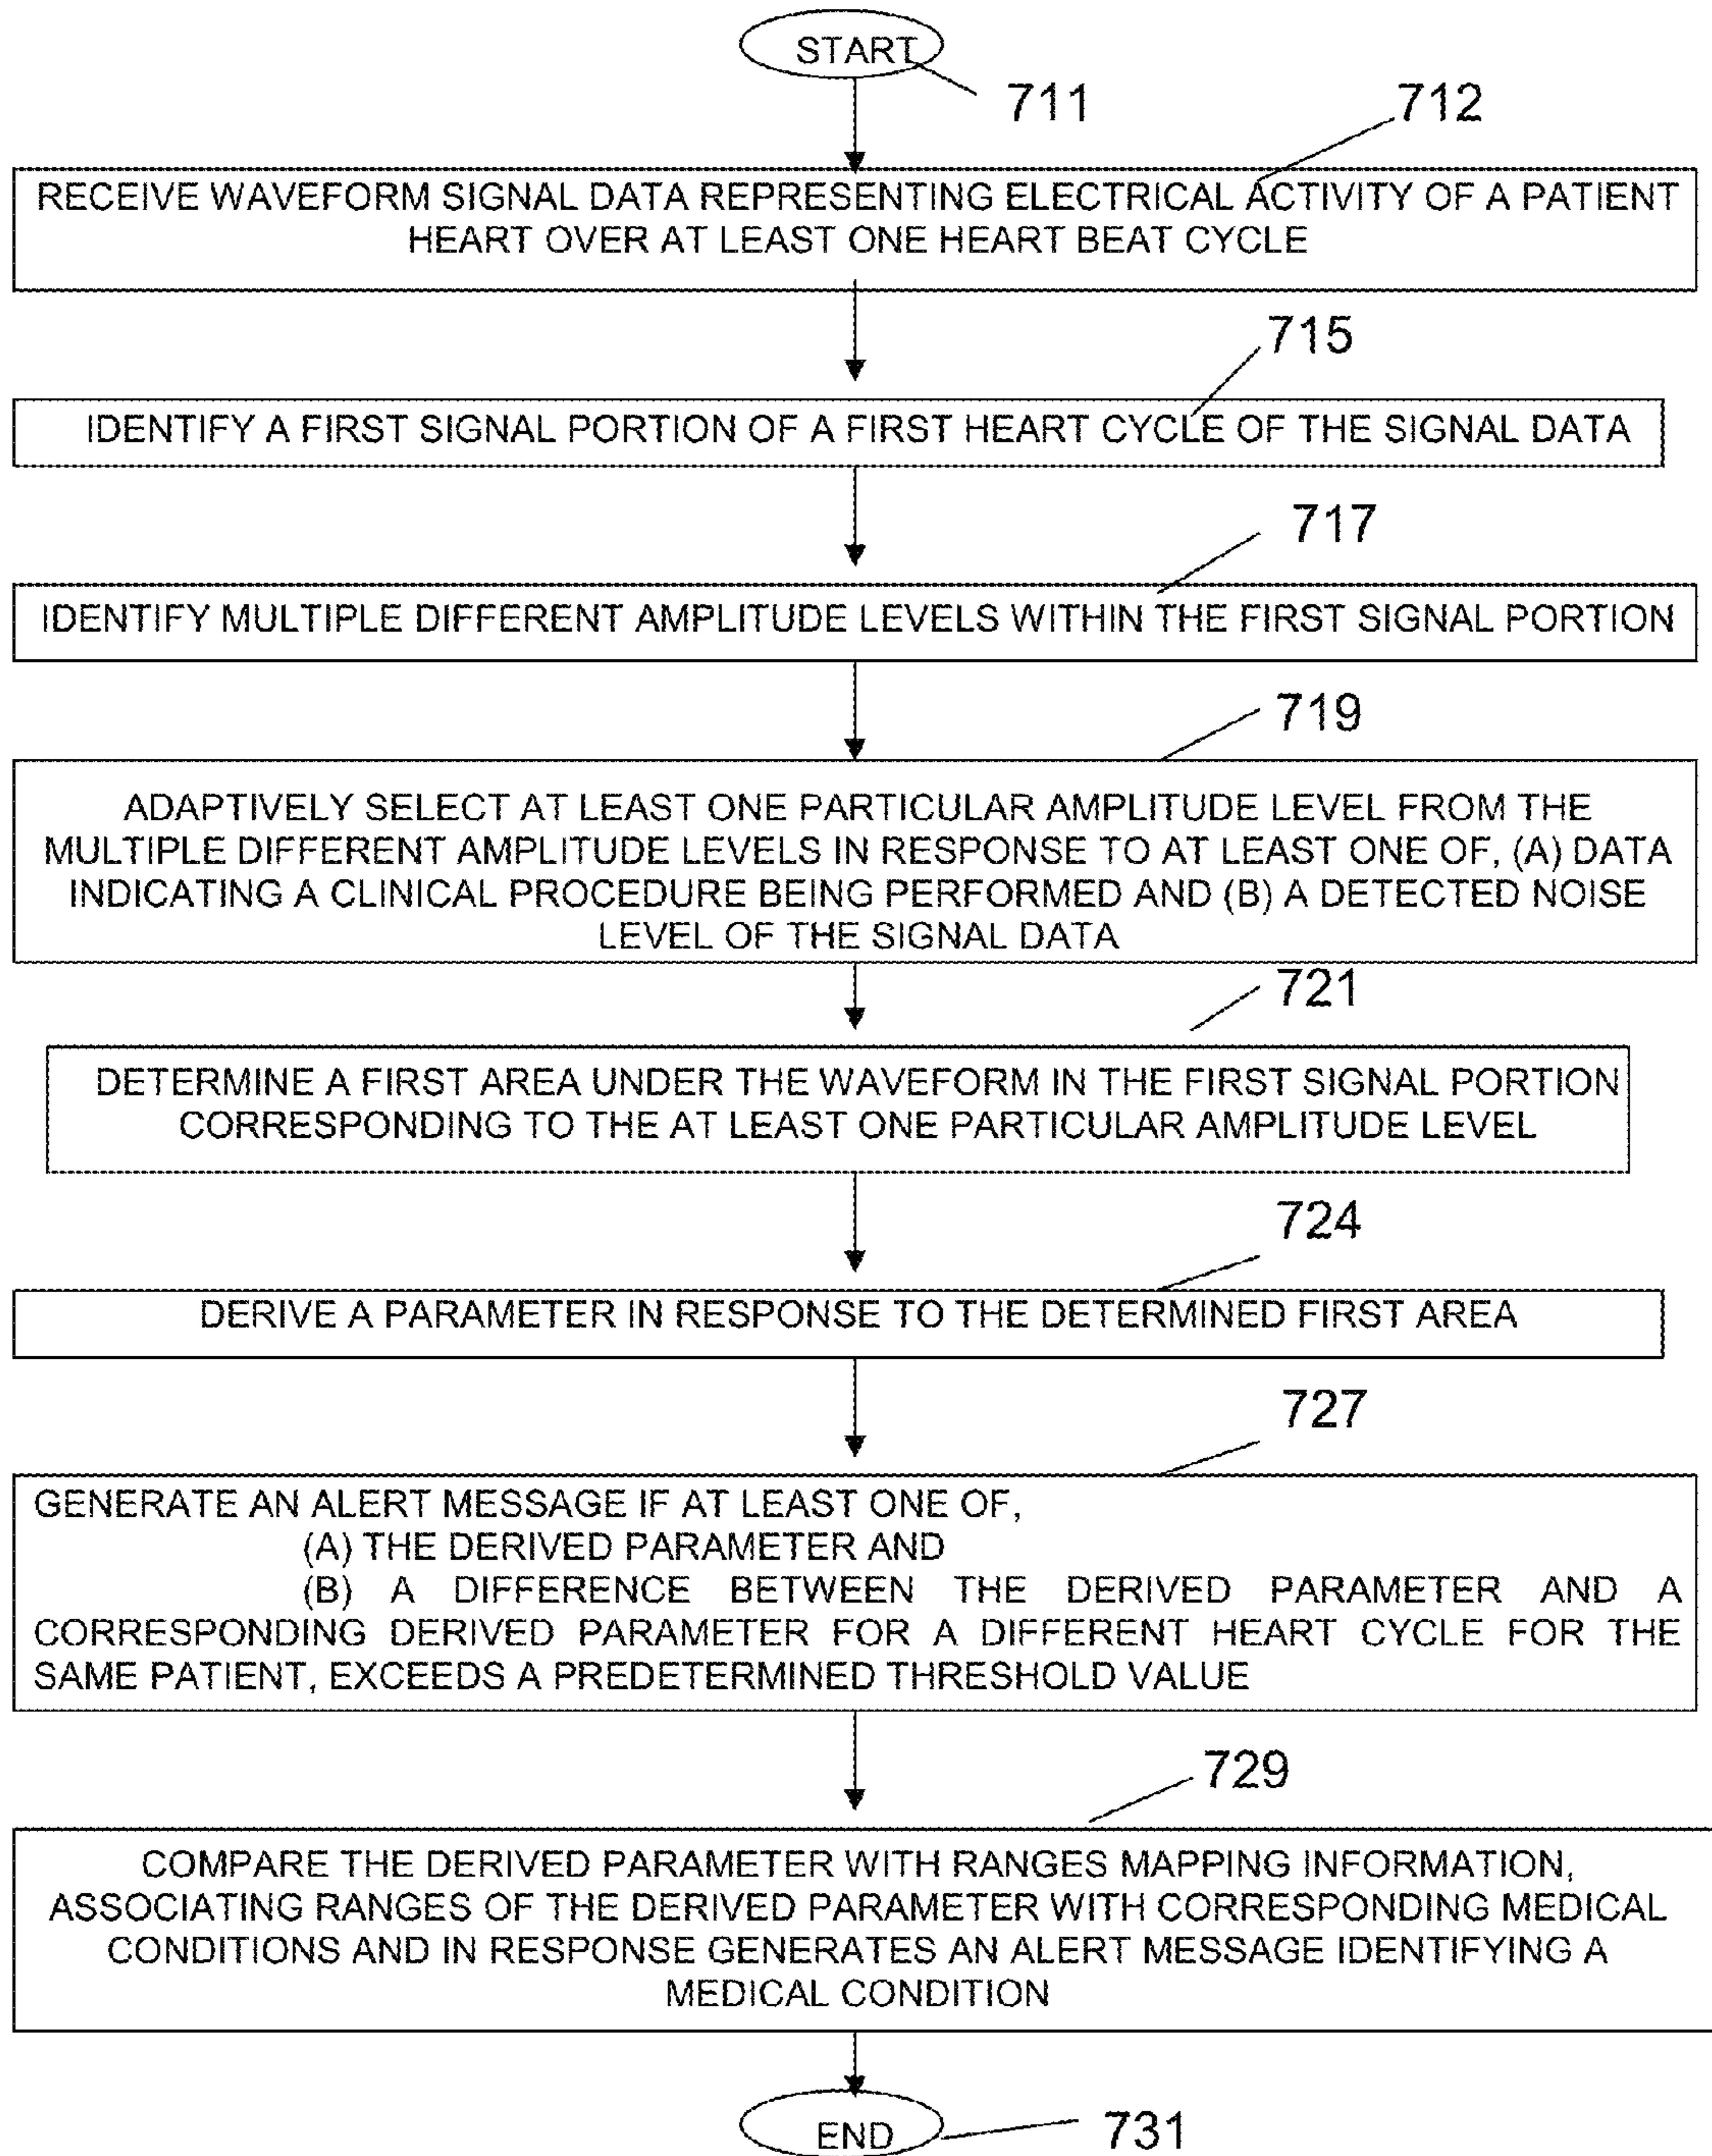 START
711
712
RECEIVE WAVEFORM SIGNAL DATA REPRESENTING ELECTRICAL ACTIVITY OF A PATIENT
HEART OVER AT LEAST ONE HEART BEAT CYCLE
715
IDENTIFY A FIRST SIGNAL PORTION OF A FIRST HEART CYCLE OF THE SIGNAL DATA
717
IDENTIFY MULTIPLE DIFFERENT AMPLITUDE LEVELS WITHIN THE FIRST SIGNAL PORTION
719
ADAPTIVELY SELECT AT LEAST ONE PARTICULAR AMPLITUDE LEVEL FROM THE
MULTIPLE DIFFERENT AMPLITUDE LEVELS IN RESPONSE TO AT LEAST ONE OF, (A) DATA
INDICATING A CLINICAL PROCEDURE BEING PERFORMED AND (B) A DETECTED NOISE
LEVEL OF THE SIGNAL DATA
721
DETERMINE A FIRST AREA UNDER THE WAVEFORM IN THE FIRST SIGNAL PORTION
CORRESPONDING TO THE AT LEAST ONE PARTICULAR AMPLITUDE LEVEL
724
DERIVE A PARAMETER IN RESPONSE TO THE DETERMINED FIRST AREA
727
GENERATE AN ALERT MESSAGE IF AT LEAST ONE OF,
(A) THE DERIVED PARAMETER AND
(B) A DIFFERENCE BETWEEN THE DERIVED PARAMETER AND A
CORRESPONDING DERIVED PARAMETER FOR A DIFFERENT HEART CYCLE FOR THE
SAME PATIENT, EXCEEDS A PREDETERMINED THRESHOLD VALUE
729
COMPARE THE DERIVED PARAMETER WITH RANGES MAPPING INFORMATION,
ASSOCIATING RANGES OF THE DERIVED PARAMETER WITH CORRESPONDING MEDICAL
CONDITIONS AND IN RESPONSE GENERATES AN ALERT MESSAGE IDENTIFYING A
MEDICAL CONDITION
END
731